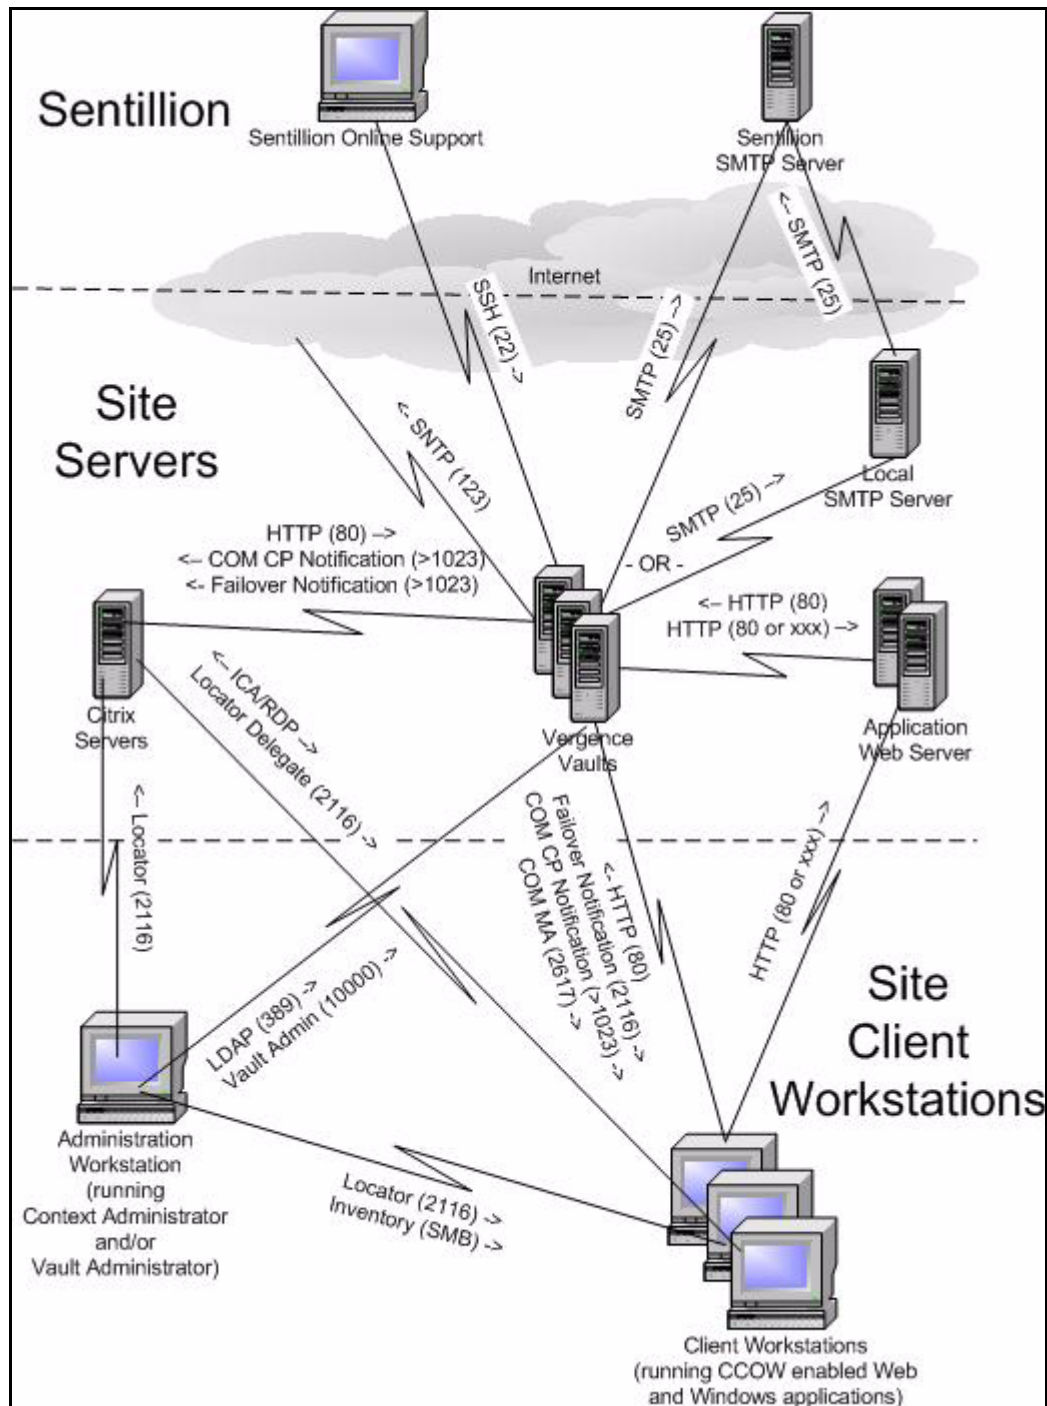 Sentillion
Sentillion Online Support
Sentillion
SMTP Server
<-- SMTP (25)
Internet
SSH (22) ->
SMTP (25) -->
Site
Servers
<-- SNTP (123)
Local
SMTP Server
SMTP (25) -->
- OR -
HTTP (80) -->
<-- COM CP Notification (>1023)
<- Failover Notification (>1023)
<-- HTTP (80)
HTTP (80 or xxx) -->
Citrix
Servers
<-- ICA/RDP -->
Locator Delegate (2116) ->
Vergence
Vaults
Application
Web Server
<-- Locator (2116)
<- HTTP (80)
Failover Notification (2116) ->
COM CP Notification (>1023) ->
COM MA (2617) ->
HTTP (80 or xxx) ->
LDAP (389) ->
Vault Admin (10000) ->
Site
Client
Workstations
Administration
Workstation
(running
Context Administrator
and/or
Vault Administrator)
Locator (2116) ->
Inventory (SMB) ->
Client Workstations
(running CCOW enabled Web
and Windows applications)